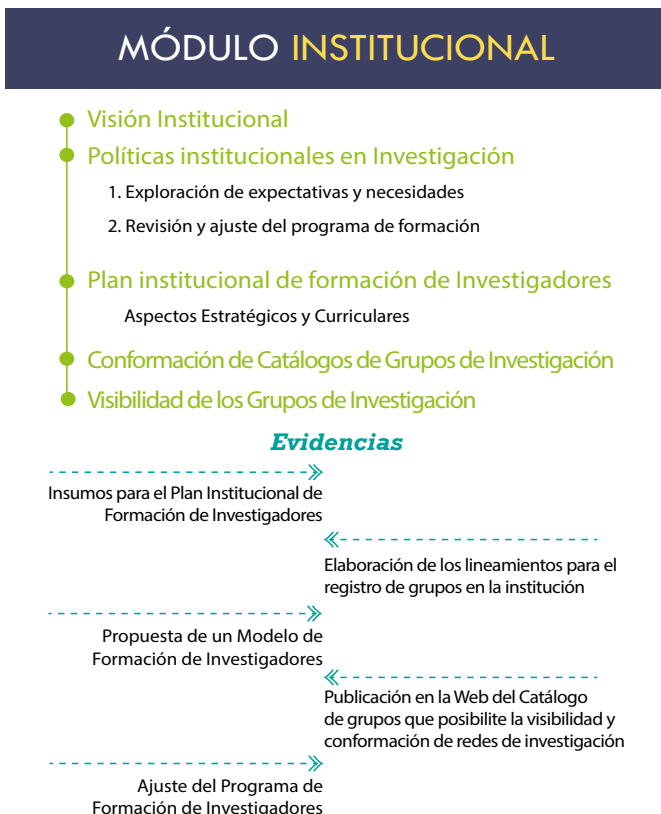 MÓDULO INSTITUCIONAL
Visión Institucional
Políticas institucionales en Investigación
1. Exploración de expectativas y necesidades
2. Revisión y ajuste del programa de formación
Plan institucional de formación de Investigadores
Aspectos Estratégicos y Curriculares
Conformación de Catálogos de Grupos de Investigación
Visibilidad de los Grupos de Investigación
Evidencias
Insumos para el Plan Institucional de
Formación de Investigadores
Elaboración de los lineamientos para el
registro de grupos en la institución
Propuesta de un Modelo de
Formación de Investigadores
Publicación en la Web del Catálogo
de grupos que posibilite la visibilidad y
conformación de redes de investigación
Ajuste del Programa de
Formación de Investigadores